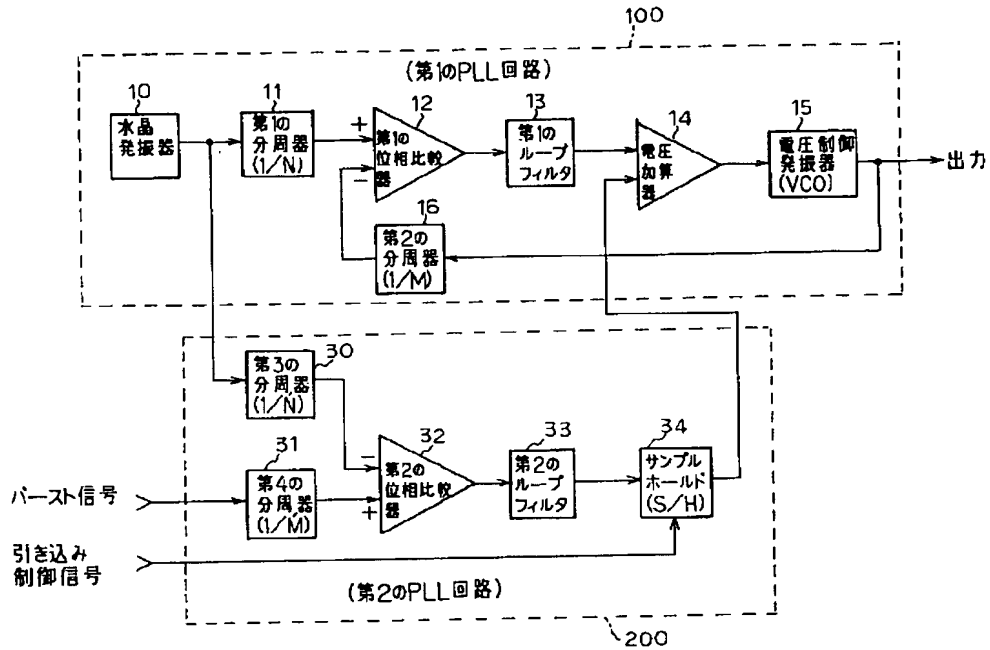 100
(第1のPLL回路)
10
水晶
発振器
11
第1の
分周器
(1/N)
+
−
12
第1の
位相比較
器
13
第1の
ループ
フィルタ
14
電圧
加算
器
15
電圧制御
発振器
(VCO)
出力
16
第2の
分周器
(1/M)
30
第3の
分周器
(1/N)
31
第4の
分周器
(1/M)
−
+
32
第2の
位相比較
器
33
第2の
ループ
フィルタ
34
サンプル
ホールド
(S/H)
バースト信号
引き込み
制御信号
(第2のPLL回路)
200